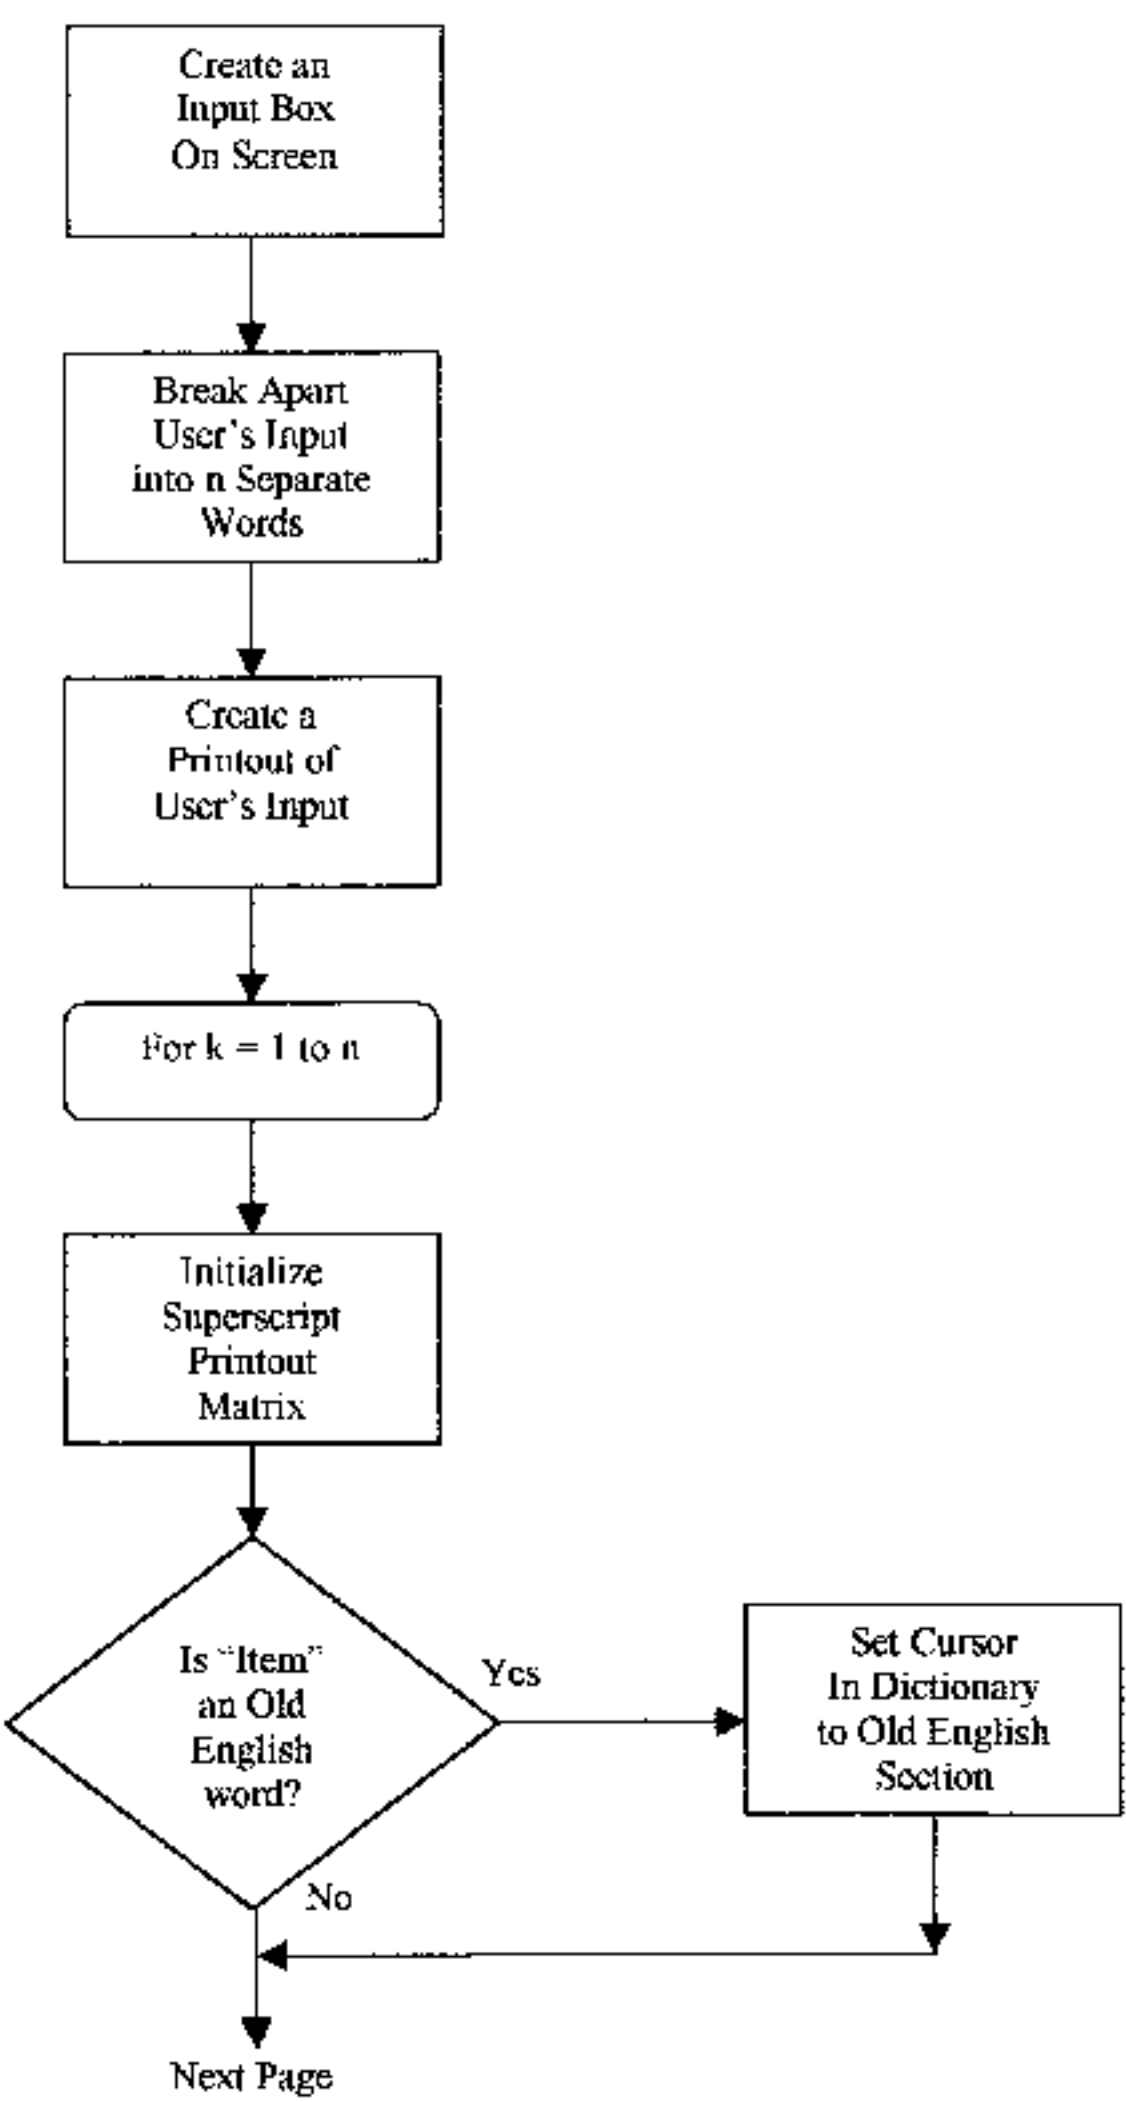 Create an
Input Box
On Screen
Break Apart
User's Input
into n Separate
Words
Create a
Printout of
User's Input
For k = 1 to n
Initialize
Superscript
Printout
Matrix
Is "Item"
an Old
English
word?
Yes
Set Cursor
In Dictionary
to Old English
Section
No
Next Page